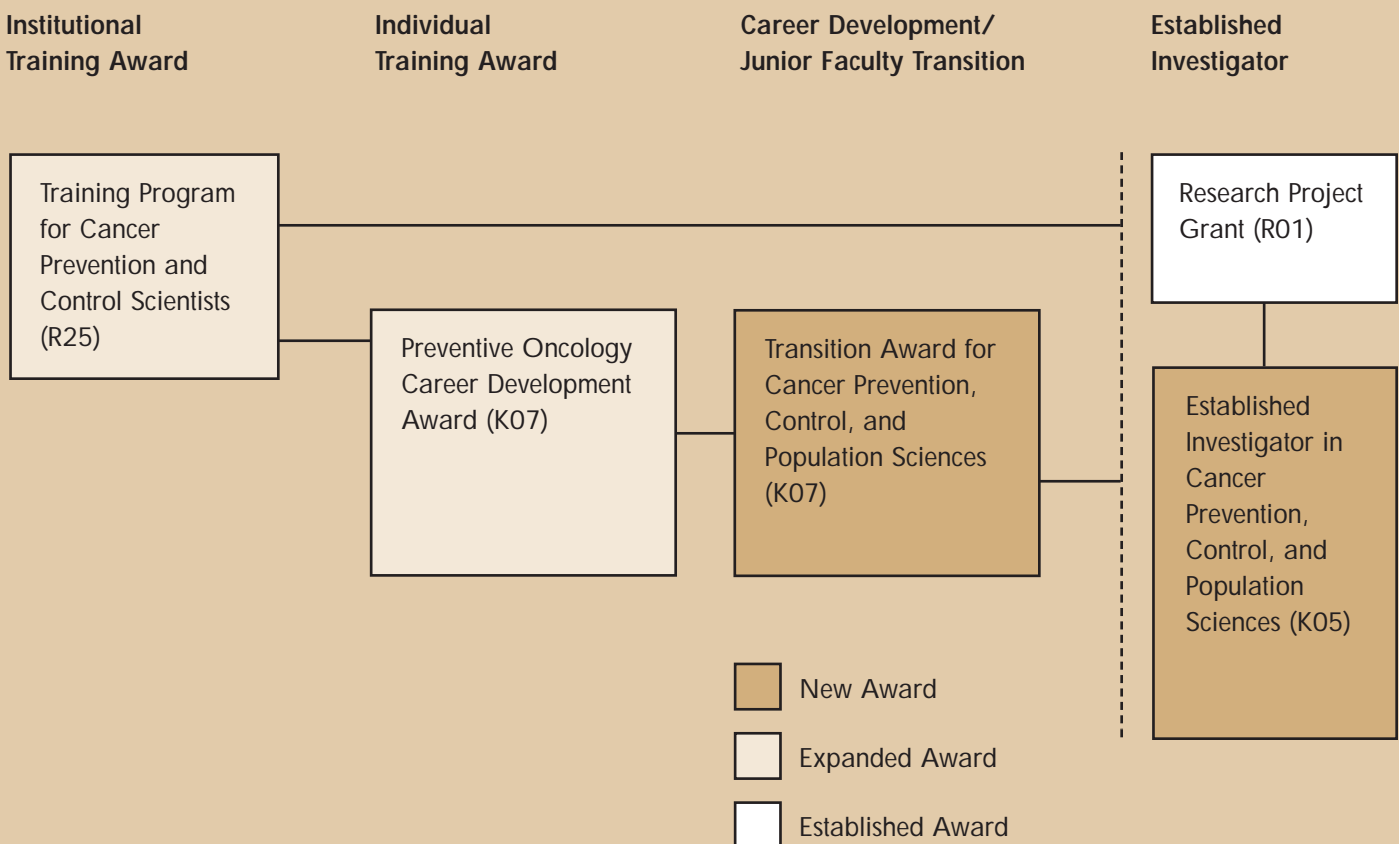 Institutional
Training Award
Individual
Training Award
Career Development/
Junior Faculty Transition
Established
Investigator
Training Program
for Cancer
Prevention and
Control Scientists
(R25)
Preventive Oncology
Career Development
Award (K07)
Transition Award for
Cancer Prevention,
Control, and
Population Sciences
(K07)
Research Project
Grant (R01)
Established
Investigator in
Cancer
Prevention,
Control, and
Population
Sciences (K05)
New Award
Expanded Award
Established Award